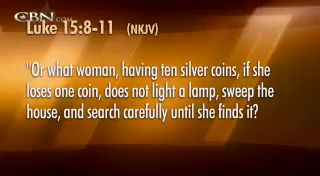 CBN.COM
Luke 15:8-11 (NKJV)
"Or what woman, having ten silver coins, if she
loses one coin, does not light a lamp, sweep the
house, and search carefully until she finds it?